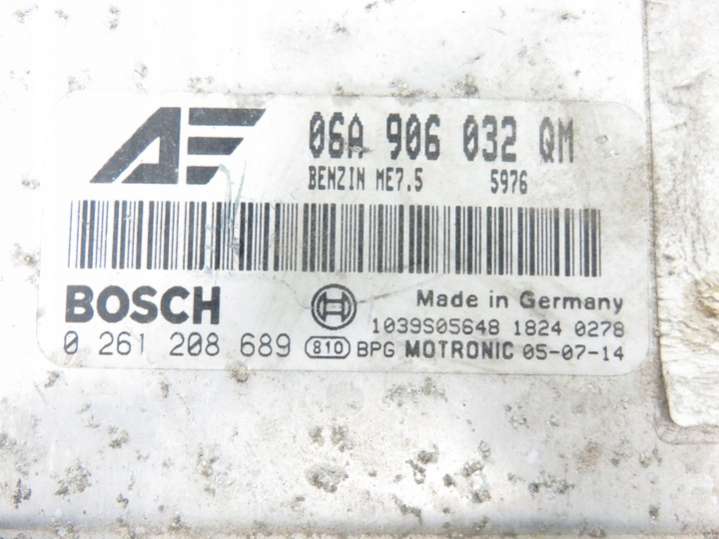 AE 06A 906 032 QM
BENZIN ME7.5 5976
BOSCH Made in Germany
1039S05648 1824 0278
0 261 208 689 810 BPG MOTRONIC 05-07-14